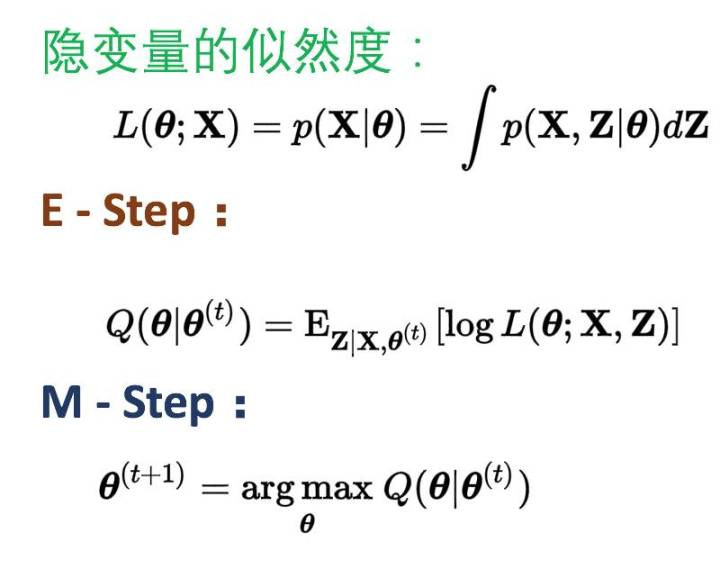 隐变量的似然度：
L(θ; X) = p(X|θ) = ∫ p(X, Z|θ)dZ
E - Step：
Q(θ|θ^(t)) = E_{Z|X,θ^(t)} [log L(θ; X, Z)]
M - Step：
θ^(t+1) = arg max_θ Q(θ|θ^(t))